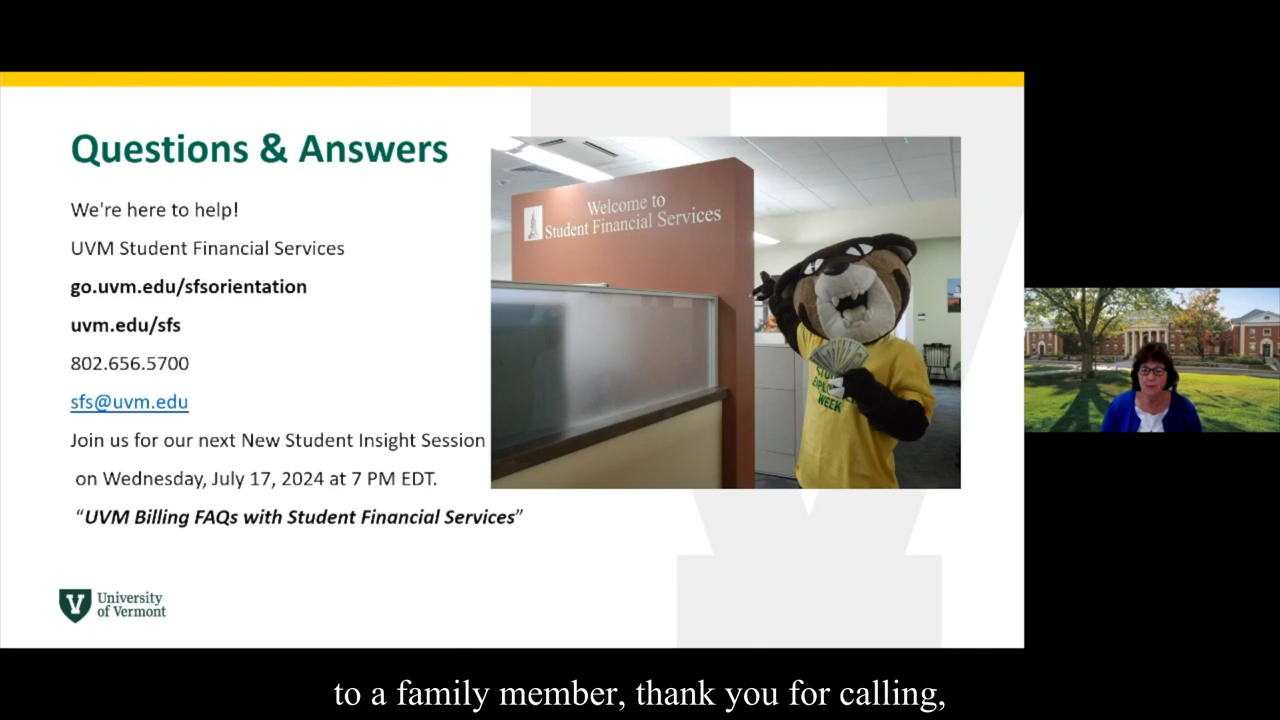 Questions & Answers
We're here to help!
UVM Student Financial Services
go.uvm.edu/sfsorientation
uvm.edu/sfs
802.656.5700
sfs@uvm.edu
Join us for our next New Student Insight Session
on Wednesday, July 17, 2024 at 7 PM EDT.
“UVM Billing FAQs with Student Financial Services”
Welcome to
Student Financial Services
WEEK
University
of Vermont
to a family member, thank you for calling,